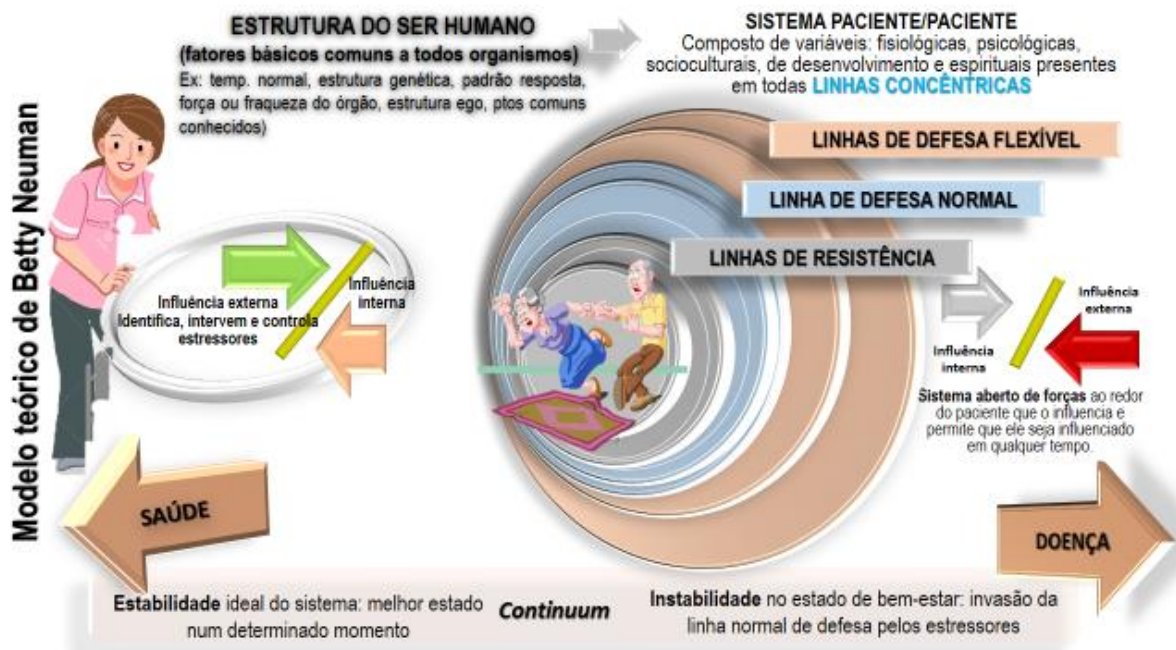 Modelo teórico de Betty Neuman
ESTRUTURA DO SER HUMANO
(fatores básicos comuns a todos organismos)
Ex: temp. normal, estrutura genética, padrão resposta,
força ou fraqueza do órgão, estrutura ego, ptos comuns
conhecidos)
SISTEMA PACIENTE/PACIENTE
Composto de variáveis: fisiológicas, psicológicas,
socioculturais, de desenvolvimento e espirituais presentes
em todas LINHAS CONCÊNTRICAS
LINHAS DE DEFESA FLEXÍVEL
LINHA DE DEFESA NORMAL
LINHAS DE RESISTÊNCIA
Influência externa
Identifica, intervem e controla
estressores
Influência
interna
Influência
externa
Influência
interna
Sistema aberto de forças ao redor
do paciente que o influencia e
permite que ele seja influenciado
em qualquer tempo.
SAÚDE
DOENÇA
Estabilidade ideal do sistema: melhor estado
num determinado momento
Continuum
Instabilidade no estado de bem-estar: invasão da
linha normal de defesa pelos estressores